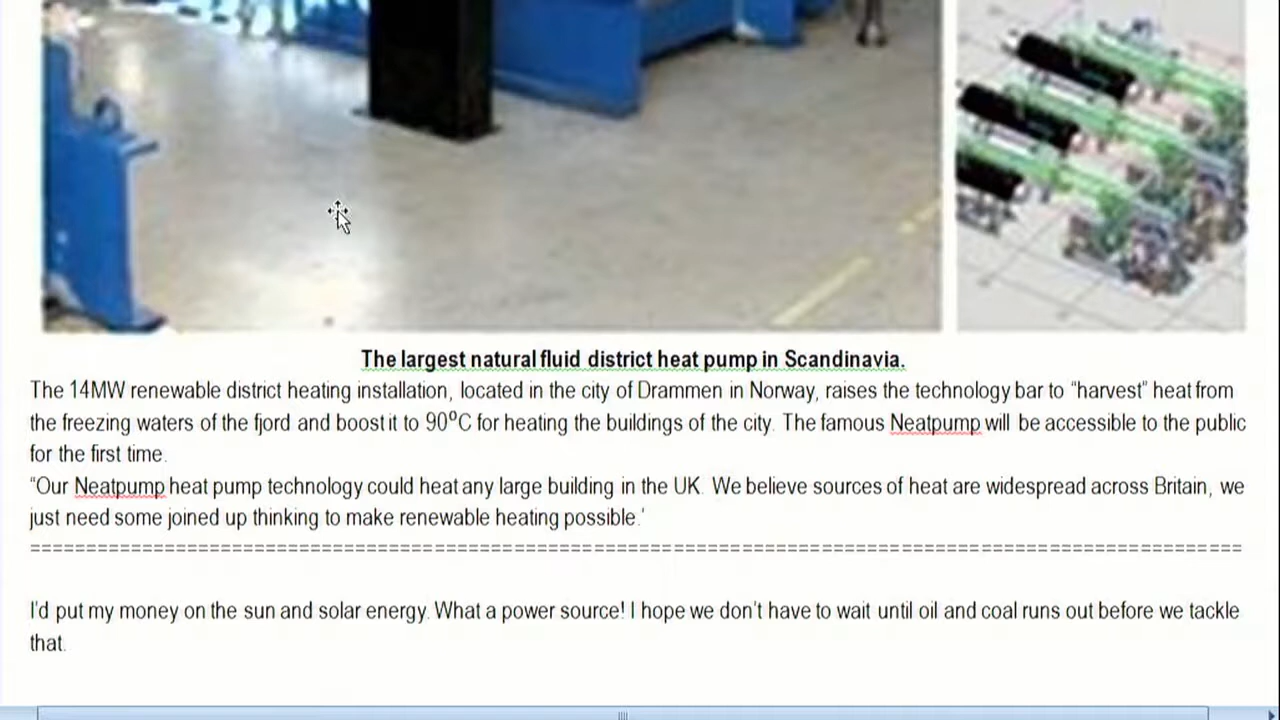 The largest natural fluid district heat pump in Scandinavia.
The 14MW renewable district heating installation, located in the city of Drammen in Norway, raises the technology bar to “harvest” heat from
the freezing waters of the fjord and boost it to 90⁰C for heating the buildings of the city. The famous Neatpump will be accessible to the public
for the first time.
“Our Neatpump heat pump technology could heat any large building in the UK. We believe sources of heat are widespread across Britain, we
just need some joined up thinking to make renewable heating possible.’
============================================================================================================
I’d put my money on the sun and solar energy. What a power source! I hope we don’t have to wait until oil and coal runs out before we tackle
that.